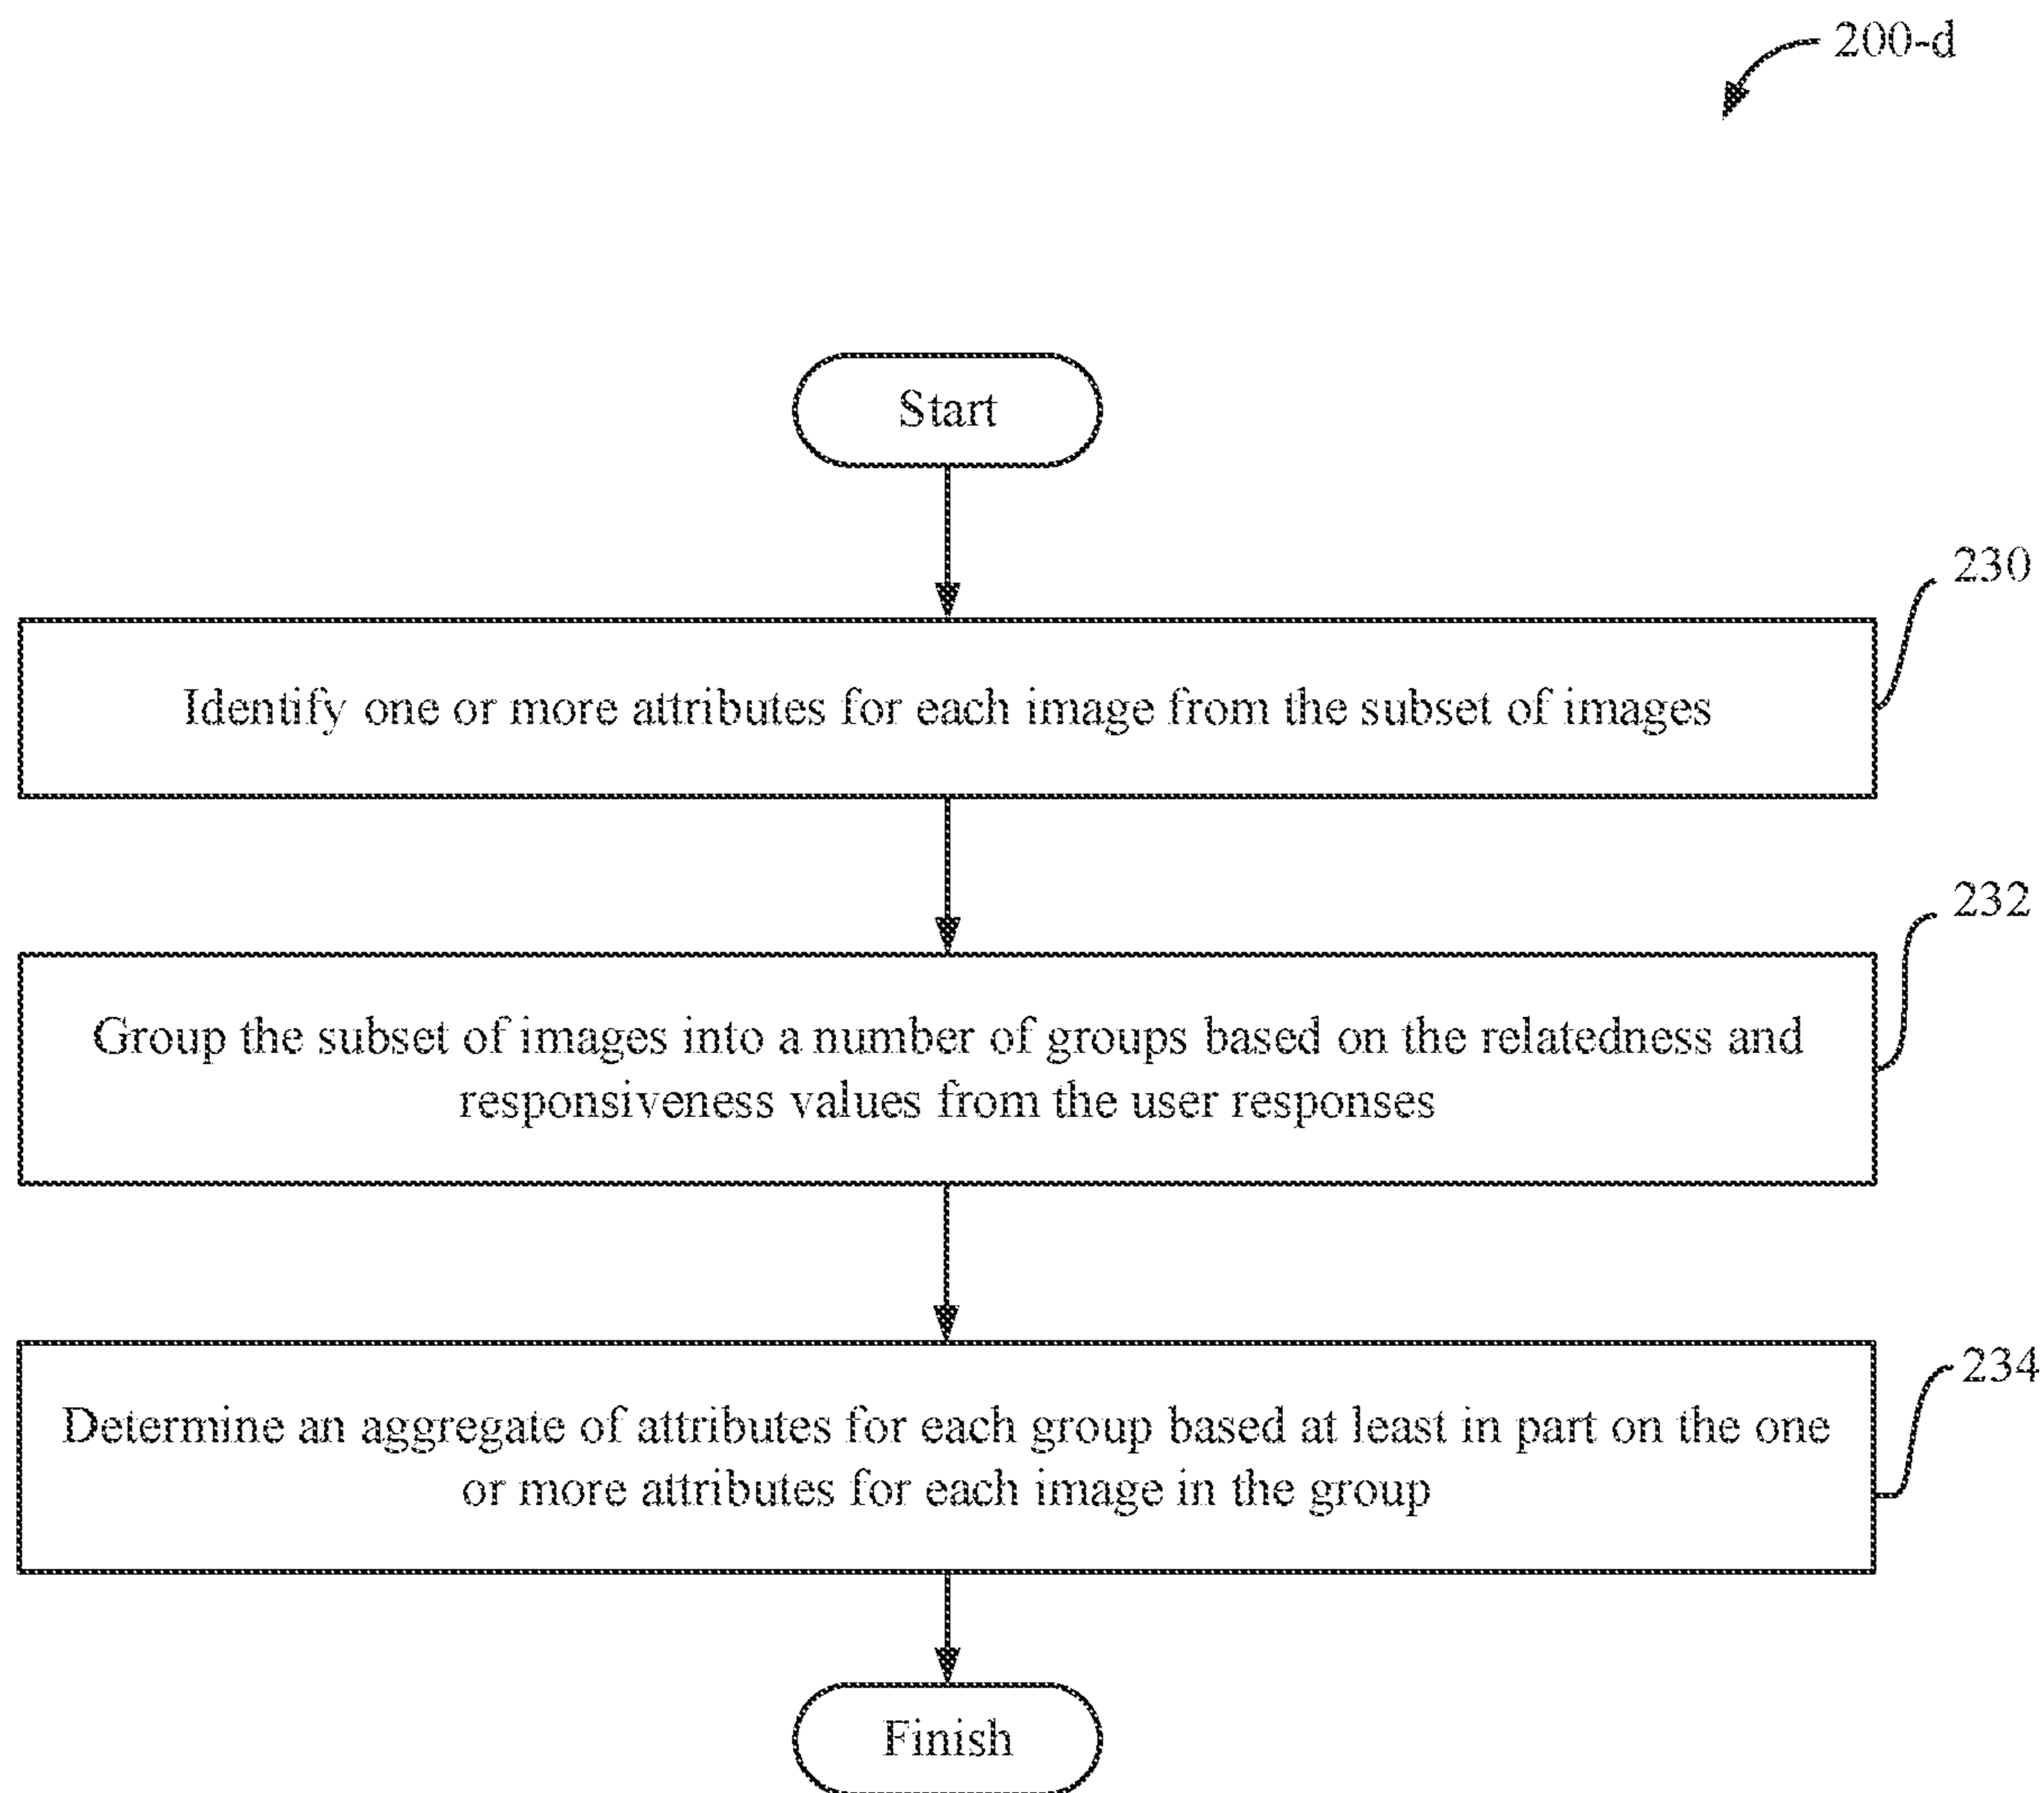 200-d
Start
230
Identify one or more attributes for each image from the subset of images
232
Group the subset of images into a number of groups based on the relatedness and
responsiveness values from the user responses
234
Determine an aggregate of attributes for each group based at least in part on the one
or more attributes for each image in the group
Finish